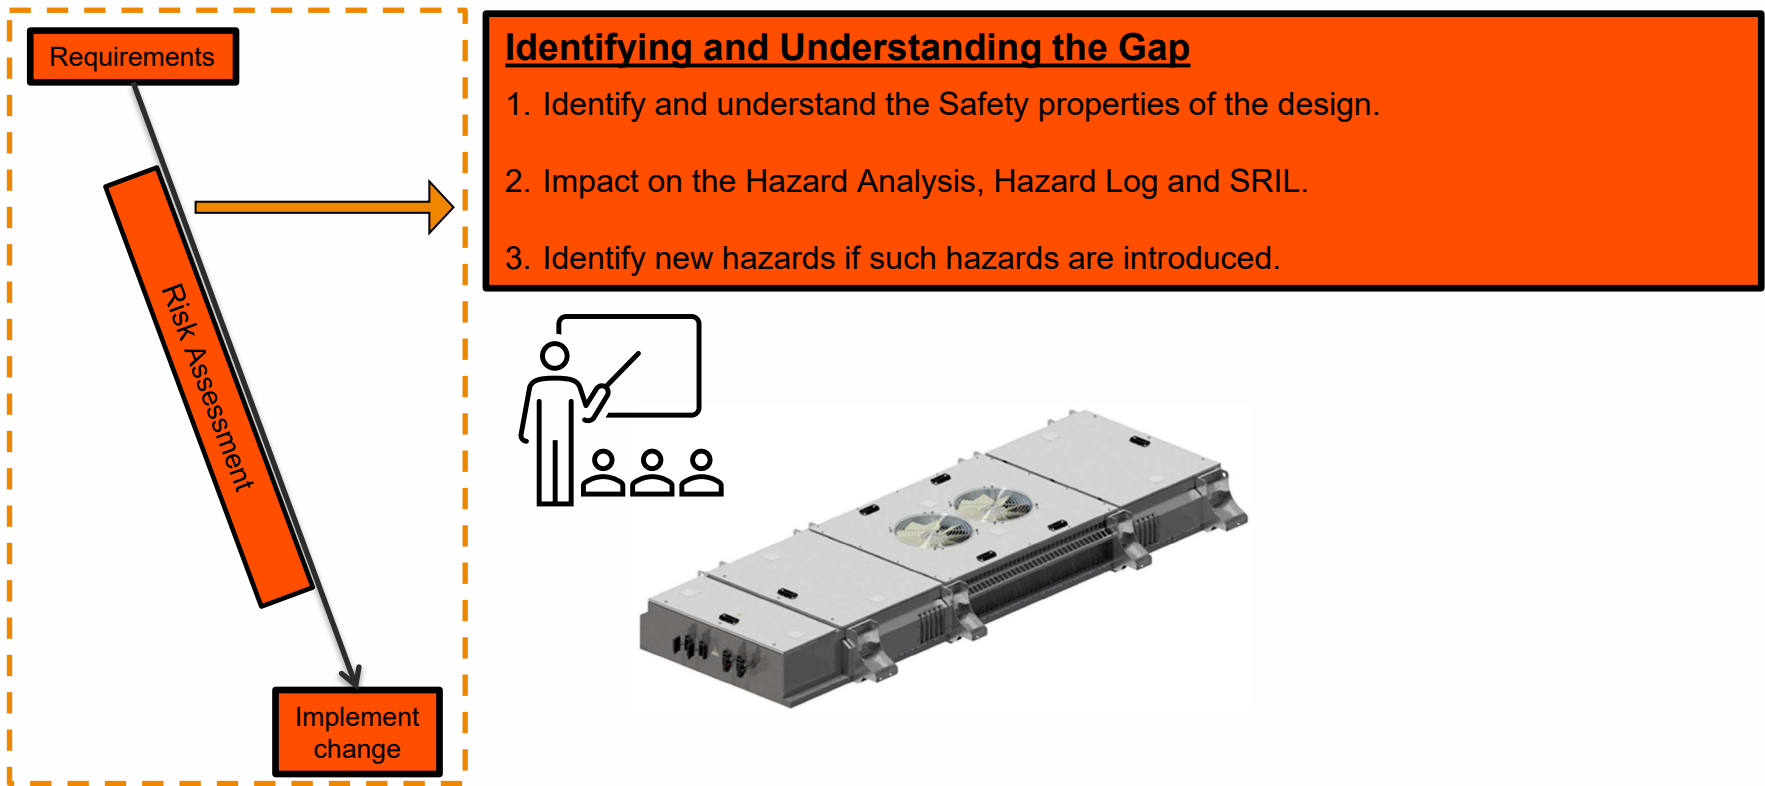 Requirements
Risk Assessment
Implement
change
Identifying and Understanding the Gap
1. Identify and understand the Safety properties of the design.
2. Impact on the Hazard Analysis, Hazard Log and SRIL.
3. Identify new hazards if such hazards are introduced.